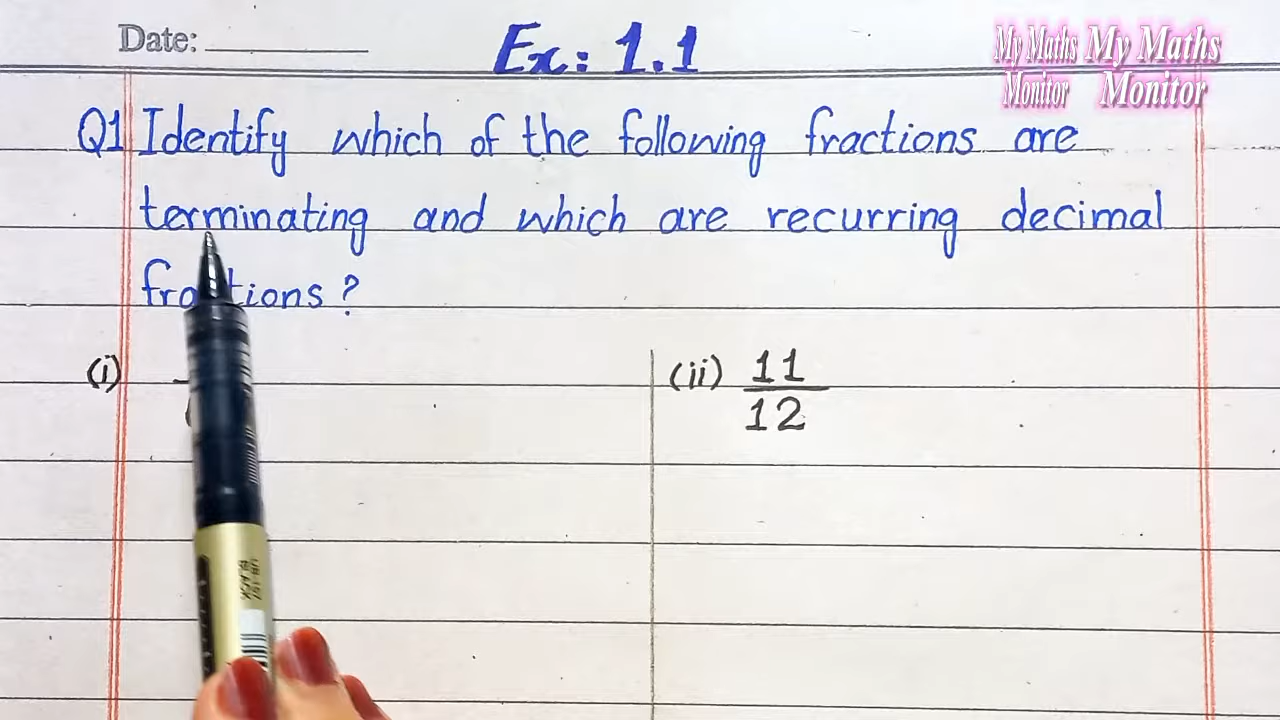 Date:
Ex: 1.1
My Maths Monitor
My Maths Monitor
Q1 Identify which of the following fractions are
terminating and which are recurring decimal
fractions?
(i)
(ii) 11
12